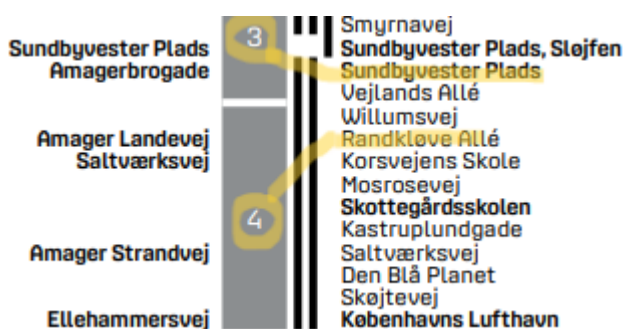 Sundbyvester Plads
Amagerbrogade
Amager Landevej
Saltværksvej
Amager Strandvej
Ellehammersvej
3
4
Smyrnavej
Sundbyvester Plads, Sløjfen
Sundbyvester Plads
Vejlands Allé
Willumsvej
Randkløve Allé
Korsvejens Skole
Mosrosevej
Skottegårdsskolen
Kastruplundgade
Saltværksvej
Den Blå Planet
Skøjtevej
Københavns Lufthavn